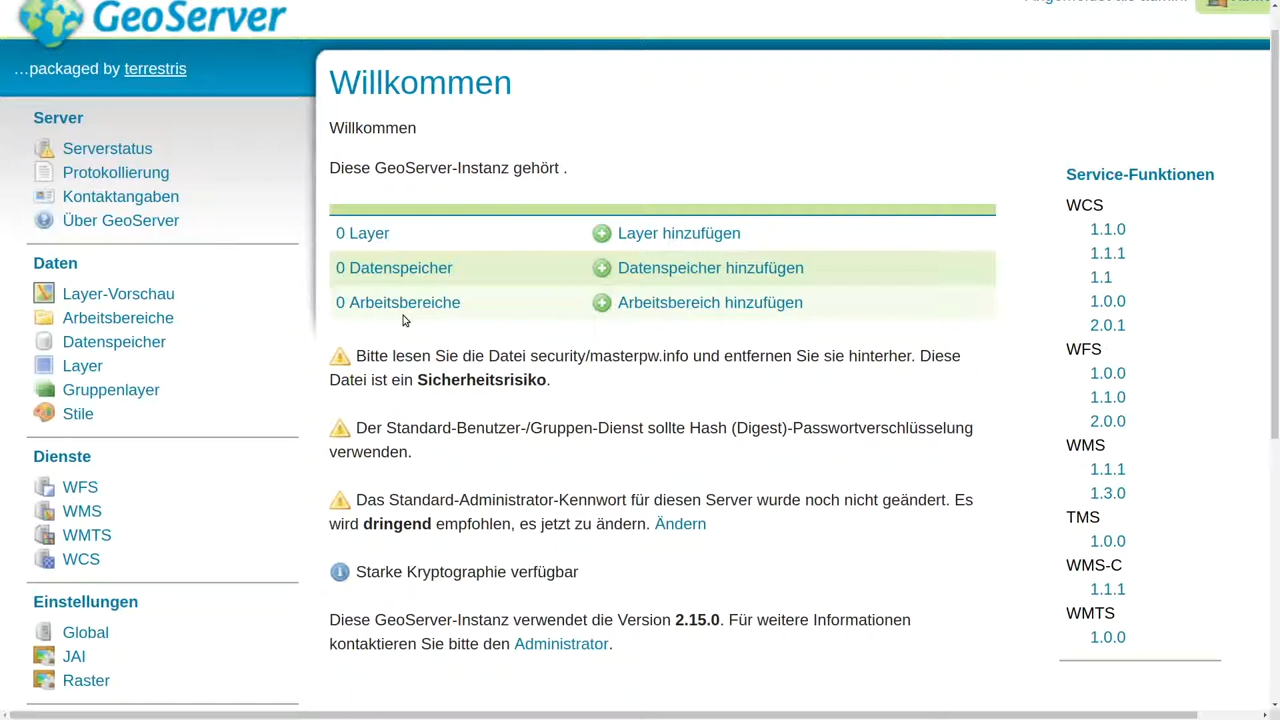 GeoServer
…packaged by terrestris
Server
Serverstatus
Protokollierung
Kontaktangaben
Über GeoServer
Daten
Layer-Vorschau
Arbeitsbereiche
Datenspeicher
Layer
Gruppenlayer
Stile
Dienste
WFS
WMS
WMTS
WCS
Einstellungen
Global
JAI
Raster
Willkommen
Willkommen
Diese GeoServer-Instanz gehört .
0 Layer
Layer hinzufügen
0 Datenspeicher
Datenspeicher hinzufügen
0 Arbeitsbereiche
Arbeitsbereich hinzufügen
Bitte lesen Sie die Datei security/masterpw.info und entfernen Sie sie hinterher. Diese
Datei ist ein Sicherheitsrisiko.
Der Standard-Benutzer-/Gruppen-Dienst sollte Hash (Digest)-Passwortverschlüsselung
verwenden.
Das Standard-Administrator-Kennwort für diesen Server wurde noch nicht geändert. Es
wird dringend empfohlen, es jetzt zu ändern. Ändern
Starke Kryptographie verfügbar
Diese GeoServer-Instanz verwendet die Version 2.15.0. Für weitere Informationen
kontaktieren Sie bitte den Administrator.
Service-Funktionen
WCS
1.1.0
1.1.1
1.1
1.0.0
2.0.1
WFS
1.0.0
1.1.0
2.0.0
WMS
1.1.1
1.3.0
TMS
1.0.0
WMS-C
1.1.1
WMTS
1.0.0